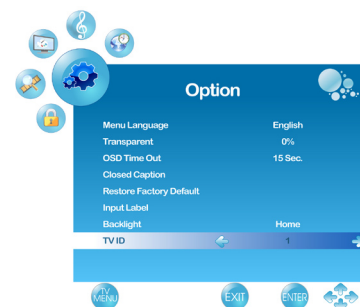 Option
Menu Language English
Transparent 0%
OSD Time Out 15 Sec.
Closed Caption
Restore Factory Default
Input Label
Backlight Home
TV ID 1
TV MENU EXIT ENTER